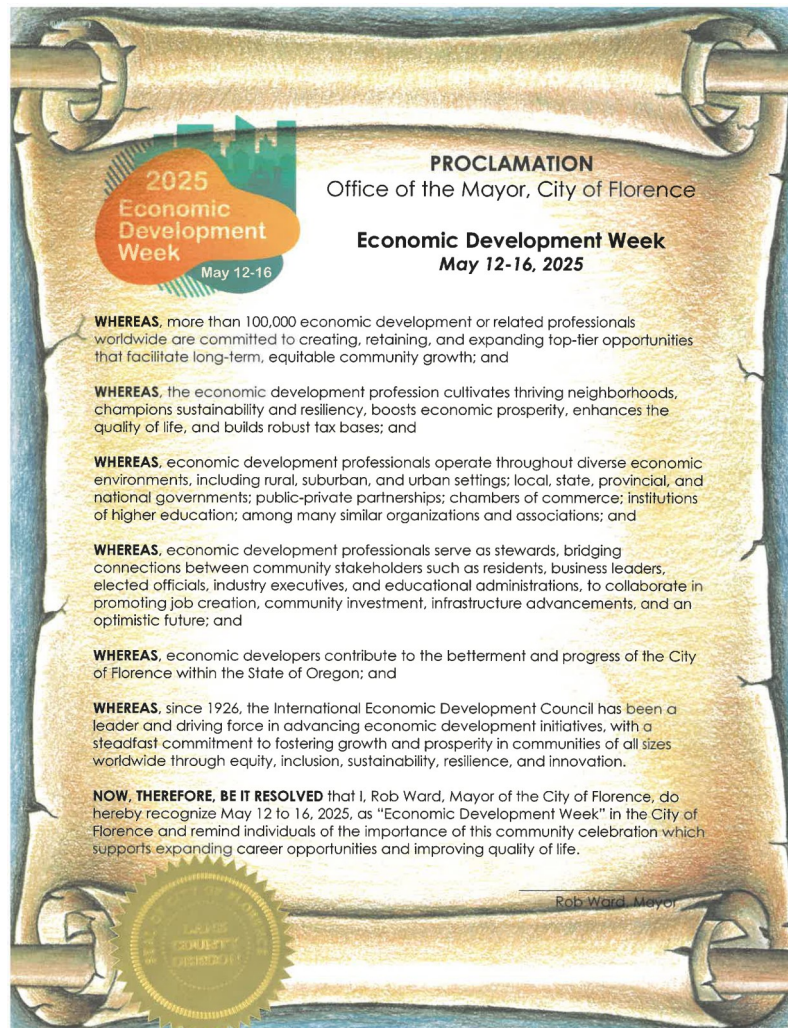 2025
Economic
Development
Week
May 12-16
PROCLAMATION
Office of the Mayor, City of Florence
Economic Development Week
May 12-16, 2025
WHEREAS, more than 100,000 economic development or related professionals
worldwide are committed to creating, retaining, and expanding top-tier opportunities
that facilitate long-term, equitable community growth; and
WHEREAS, the economic development profession cultivates thriving neighborhoods,
champions sustainability and resiliency, boosts economic prosperity, enhances the
quality of life, and builds robust tax bases; and
WHEREAS, economic development professionals operate throughout diverse economic
environments, including rural, suburban, and urban settings; local, state, provincial, and
national governments; public-private partnerships; chambers of commerce; institutions
of higher education; among many similar organizations and associations; and
WHEREAS, economic development professionals serve as stewards, bridging
connections between community stakeholders such as residents, business leaders,
elected officials, industry executives, and educational administrations, to collaborate in
promoting job creation, community investment, infrastructure advancements, and an
optimistic future; and
WHEREAS, economic developers contribute to the betterment and progress of the City
of Florence within the State of Oregon; and
WHEREAS, since 1926, the International Economic Development Council has been a
leader and driving force in advancing economic development initiatives, with a
steadfast commitment to fostering growth and prosperity in communities of all sizes
worldwide through equity, inclusion, sustainability, resilience, and innovation.
NOW, THEREFORE, BE IT RESOLVED that I, Rob Ward, Mayor of the City of Florence, do
hereby recognize May 12 to 16, 2025, as “Economic Development Week” in the City of
Florence and remind individuals of the importance of this community celebration which
supports expanding career opportunities and improving quality of life.
Rob Ward, Mayor
SEAL OF CITY OF FLORENCE
LANE
COUNTY
OREGON